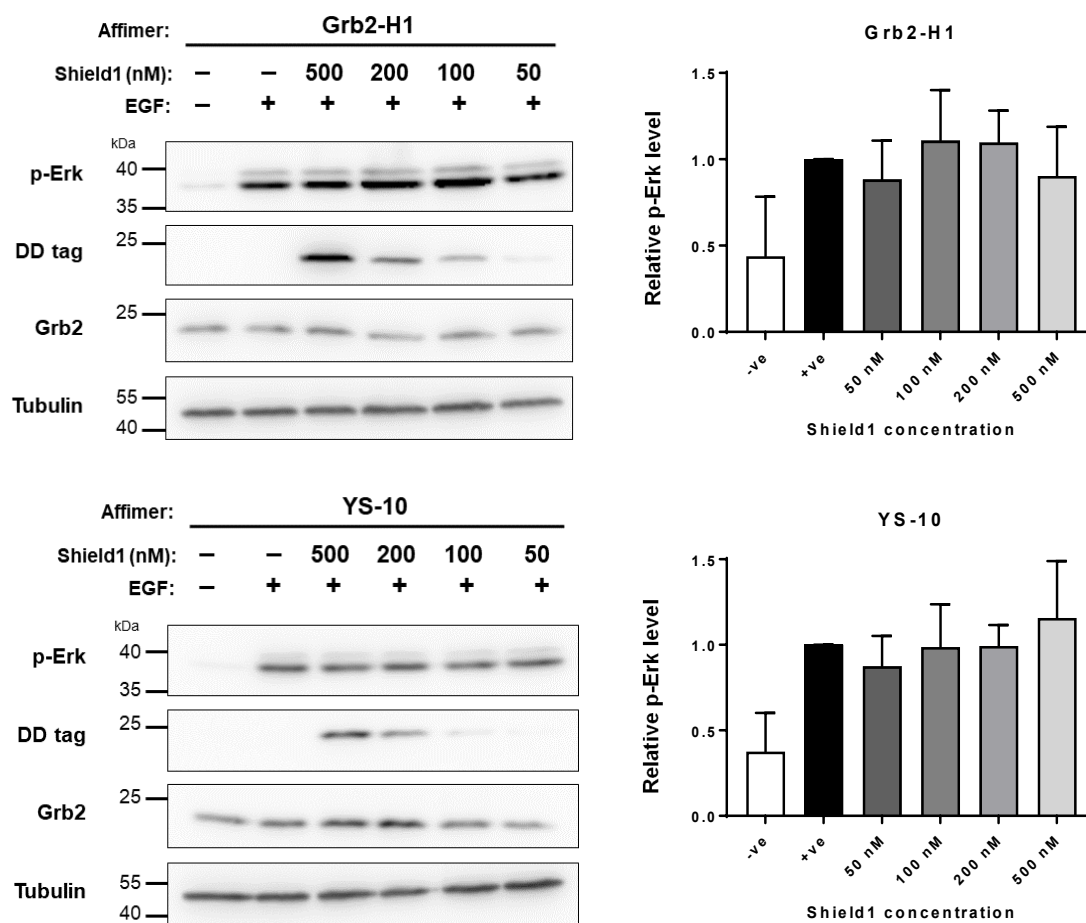 Affimer: Grb2-H1
Shield1 (nM): – – 500 200 100 50
EGF: – + + + + +
kDa
p-Erk 40 35
DD tag 25
Grb2 25
Tubulin 55 40
Grb2-H1
Relative p-Erk level
1.5
1.0
0.5
0.0
-ve +ve 50 nM 100 nM 200 nM 500 nM
Shield1 concentration
Affimer: YS-10
Shield1 (nM): – – 500 200 100 50
EGF: – + + + + +
kDa
p-Erk 40 35
DD tag 25
Grb2 25
Tubulin 55 40
YS-10
Relative p-Erk level
1.5
1.0
0.5
0.0
-ve +ve 50 nM 100 nM 200 nM 500 nM
Shield1 concentration